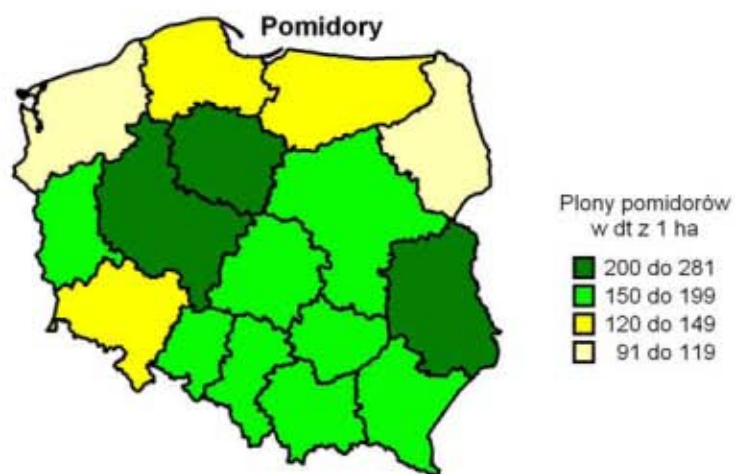 Pomidory
Plony pomidorów
w dt z 1 ha
200 do 281
150 do 199
120 do 149
91 do 119